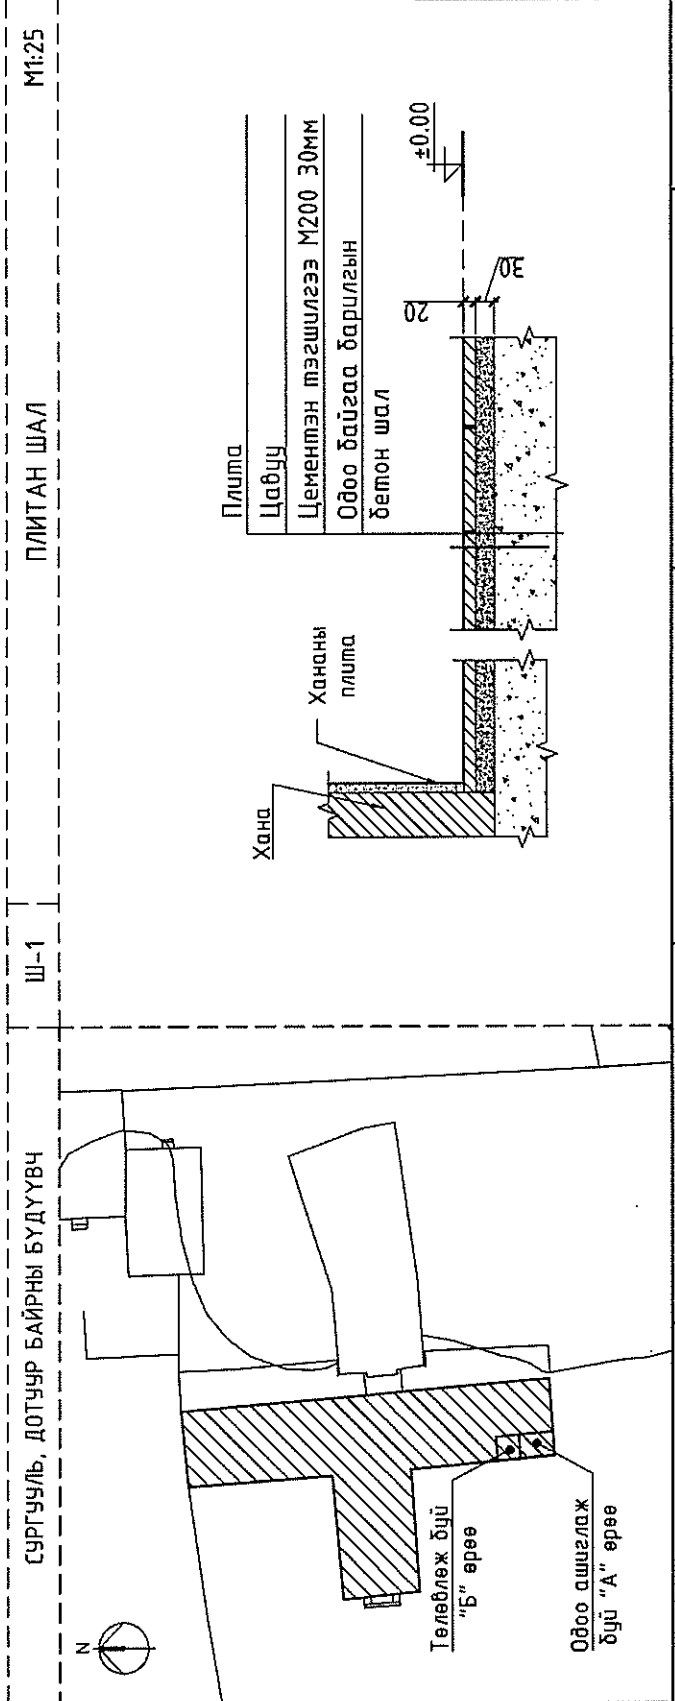 СУРГУУЛЬ, ДОТУУР БАЙРНЫ БҮДҮҮВЧ
Ш-1
ПЛИТАН ШАЛ
М1:25
N
Төлөвлөж буй
"Б" өрөө
Одоо ашиглаж
буй "А" өрөө
Хана
Хананы
плита
Плита
Цавуу
Цементэн тэгшилгээ М200 30мм
Одоо байгаа барилгын
бетон шал
20
30
±0.00